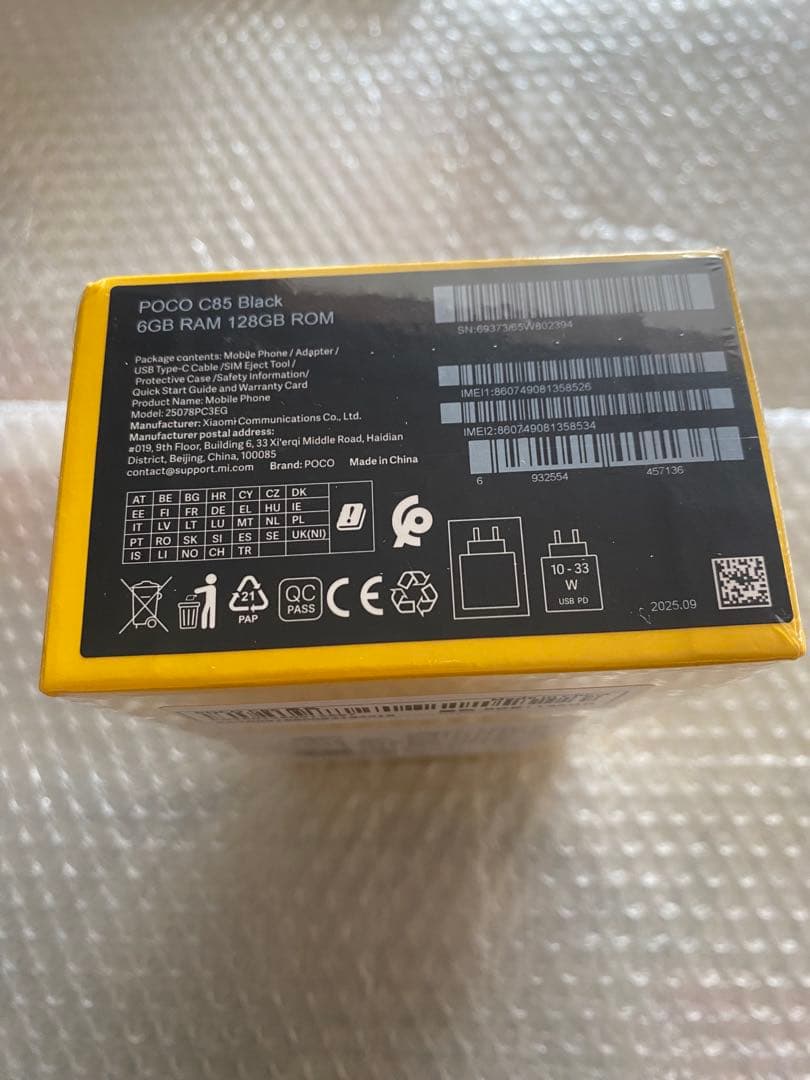 POCO C85 Black
6GB RAM 128GB ROM
Package contents: Mobile Phone / Adapter /
USB Type-C Cable /SIM Eject Tool /
Protective Case /Safety Information/
Quick Start Guide and Warranty Card
Product Name: Mobile Phone
Model: 25078PC3EG
Manufacturer: Xiaomi Communications Co., Ltd.
Manufacturer postal address:
#019, 9th Floor, Building 6, 33 Xi'erqi Middle Road, Haidian
District, Beijing, China, 100085
contact@support.mi.com Brand: POCO Made in China
SN:69373/65W802394
IMEI1:860749081358526
IMEI2:860749081358534
6 932554 457136
AT BE BG HR CY CZ DK
EE FI FR DE EL HU IE
IT LV LT LU MT NL PL
PT RO SK SI ES SE UK(NI)
IS LI NO CH TR
21
PAP
QC
PASS
CE
10 - 33
W
USB PD
2025.09